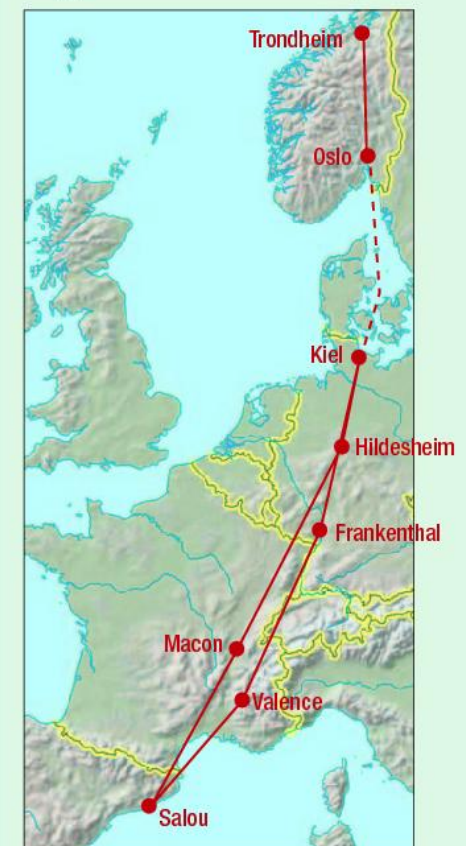 Trondheim
Oslo
Kiel
Hildesheim
Frankenthal
Macon
Valence
Salou